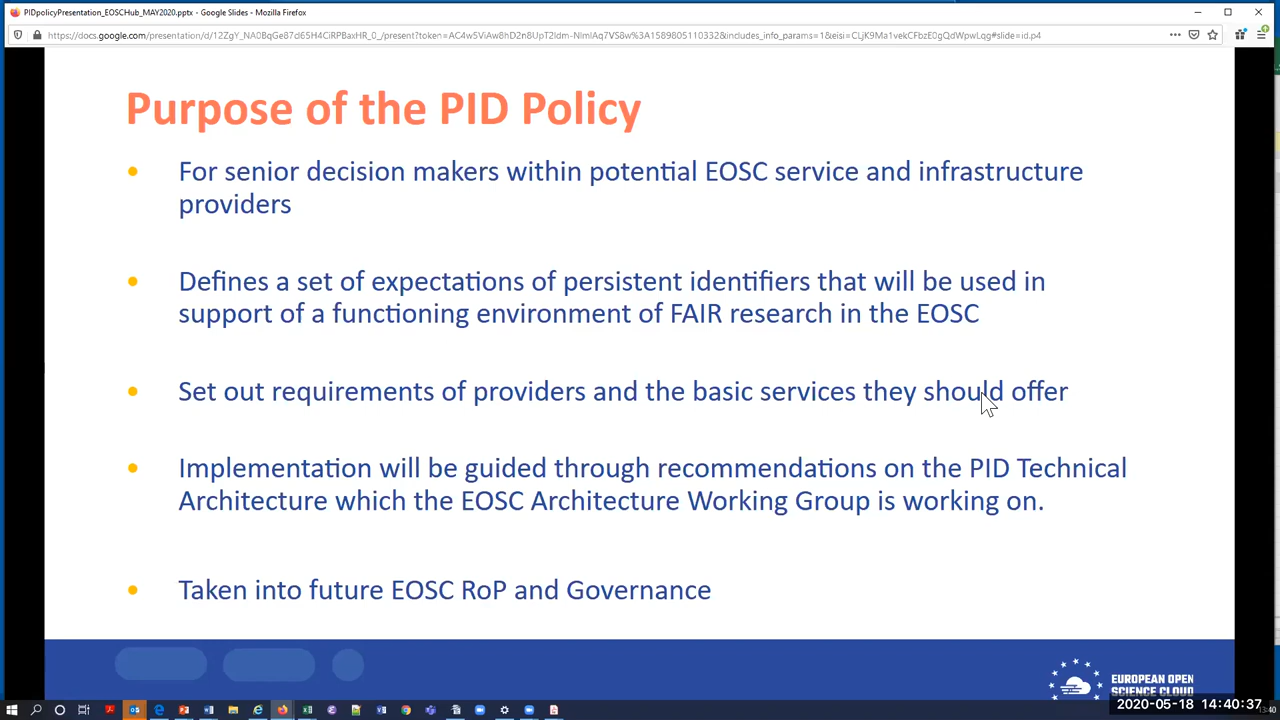 PIDpolicyPresentation_EOSCHub_MAY2020.pptx - Google Slides - Mozilla Firefox
Purpose of the PID Policy
• For senior decision makers within potential EOSC service and infrastructure
providers
• Defines a set of expectations of persistent identifiers that will be used in
support of a functioning environment of FAIR research in the EOSC
• Set out requirements of providers and the basic services they should offer
• Implementation will be guided through recommendations on the PID Technical
Architecture which the EOSC Architecture Working Group is working on.
• Taken into future EOSC RoP and Governance
EUROPEAN OPEN
SCIENCE CLOUD
2020-05-18 14:40:37